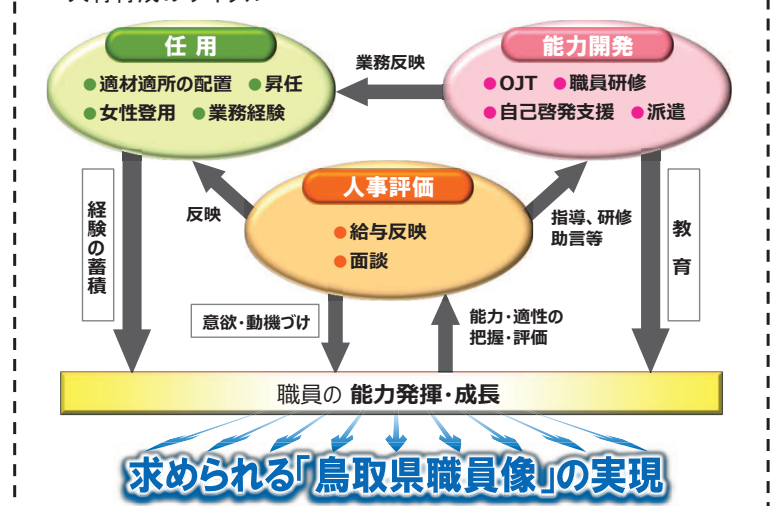 任用
●適材適所の配置 ●昇任
●女性登用 ●業務経験
業務反映
能力開発
●OJT ●職員研修
●自己啓発支援 ●派遣
人事評価
●給与反映
●面談
反映
指導、研修
助言等
経験の蓄積
教育
意欲・動機づけ
能力・適性の
把握・評価
職員の 能力発揮・成長
求められる「鳥取県職員像」の実現